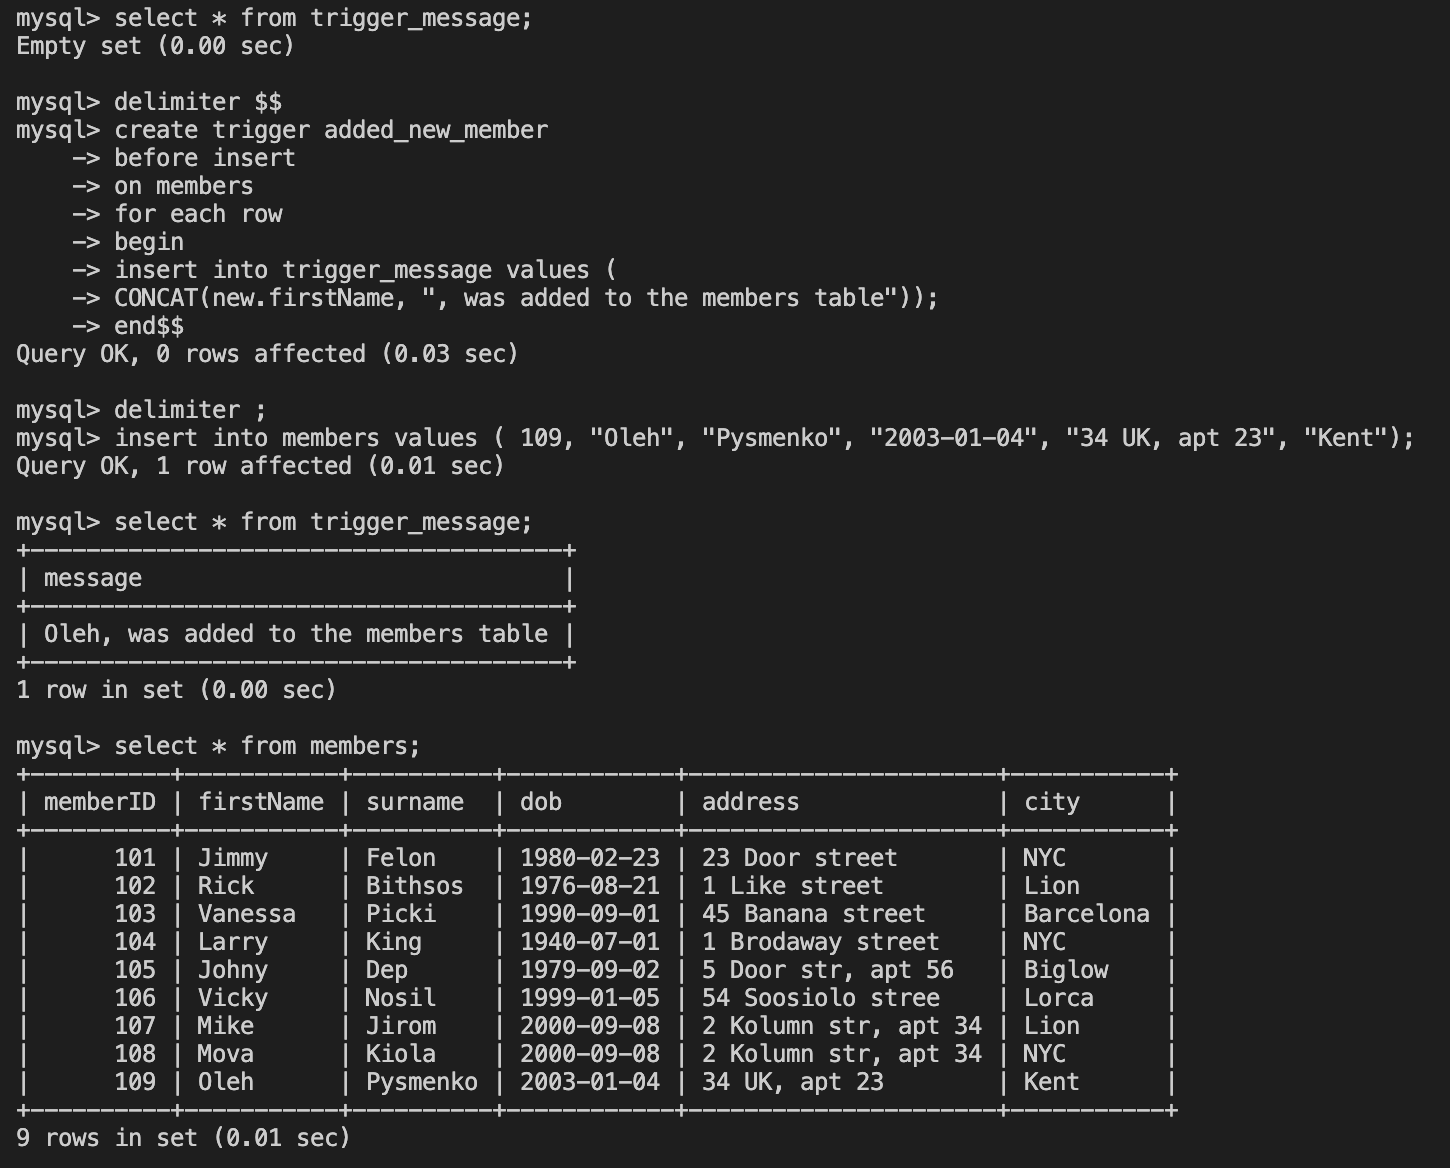 mysql> select * from trigger_message;
Empty set (0.00 sec)

mysql> delimiter $$
mysql> create trigger added_new_member
    -> before insert
    -> on members
    -> for each row
    -> begin
    -> insert into trigger_message values (
    -> CONCAT(new.firstName, ", was added to the members table"));
    -> end$$
Query OK, 0 rows affected (0.03 sec)

mysql> delimiter ;
mysql> insert into members values ( 109, "Oleh", "Pysmenko", "2003-01-04", "34 UK, apt 23", "Kent");
Query OK, 1 row affected (0.01 sec)

mysql> select * from trigger_message;
+--------------------------------------+
| message                              |
+--------------------------------------+
| Oleh, was added to the members table |
+--------------------------------------+
1 row in set (0.00 sec)

mysql> select * from members;
+----------+-----------+----------+------------+----------------------+-----------+
| memberID | firstName | surname  | dob        | address              | city      |
+----------+-----------+----------+------------+----------------------+-----------+
|      101 | Jimmy     | Felon    | 1980-02-23 | 23 Door street       | NYC       |
|      102 | Rick      | Bithsos  | 1976-08-21 | 1 Like street        | Lion      |
|      103 | Vanessa   | Picki    | 1990-09-01 | 45 Banana street     | Barcelona |
|      104 | Larry     | King     | 1940-07-01 | 1 Brodaway street    | NYC       |
|      105 | Johny     | Dep      | 1979-09-02 | 5 Door str, apt 56   | Biglow    |
|      106 | Vicky     | Nosil    | 1999-01-05 | 54 Soosiolo stree    | Lorca     |
|      107 | Mike      | Jirom    | 2000-09-08 | 2 Kolumn str, apt 34 | Lion      |
|      108 | Mova      | Kiola    | 2000-09-08 | 2 Kolumn str, apt 34 | NYC       |
|      109 | Oleh      | Pysmenko | 2003-01-04 | 34 UK, apt 23        | Kent      |
+----------+-----------+----------+------------+----------------------+-----------+
9 rows in set (0.01 sec)